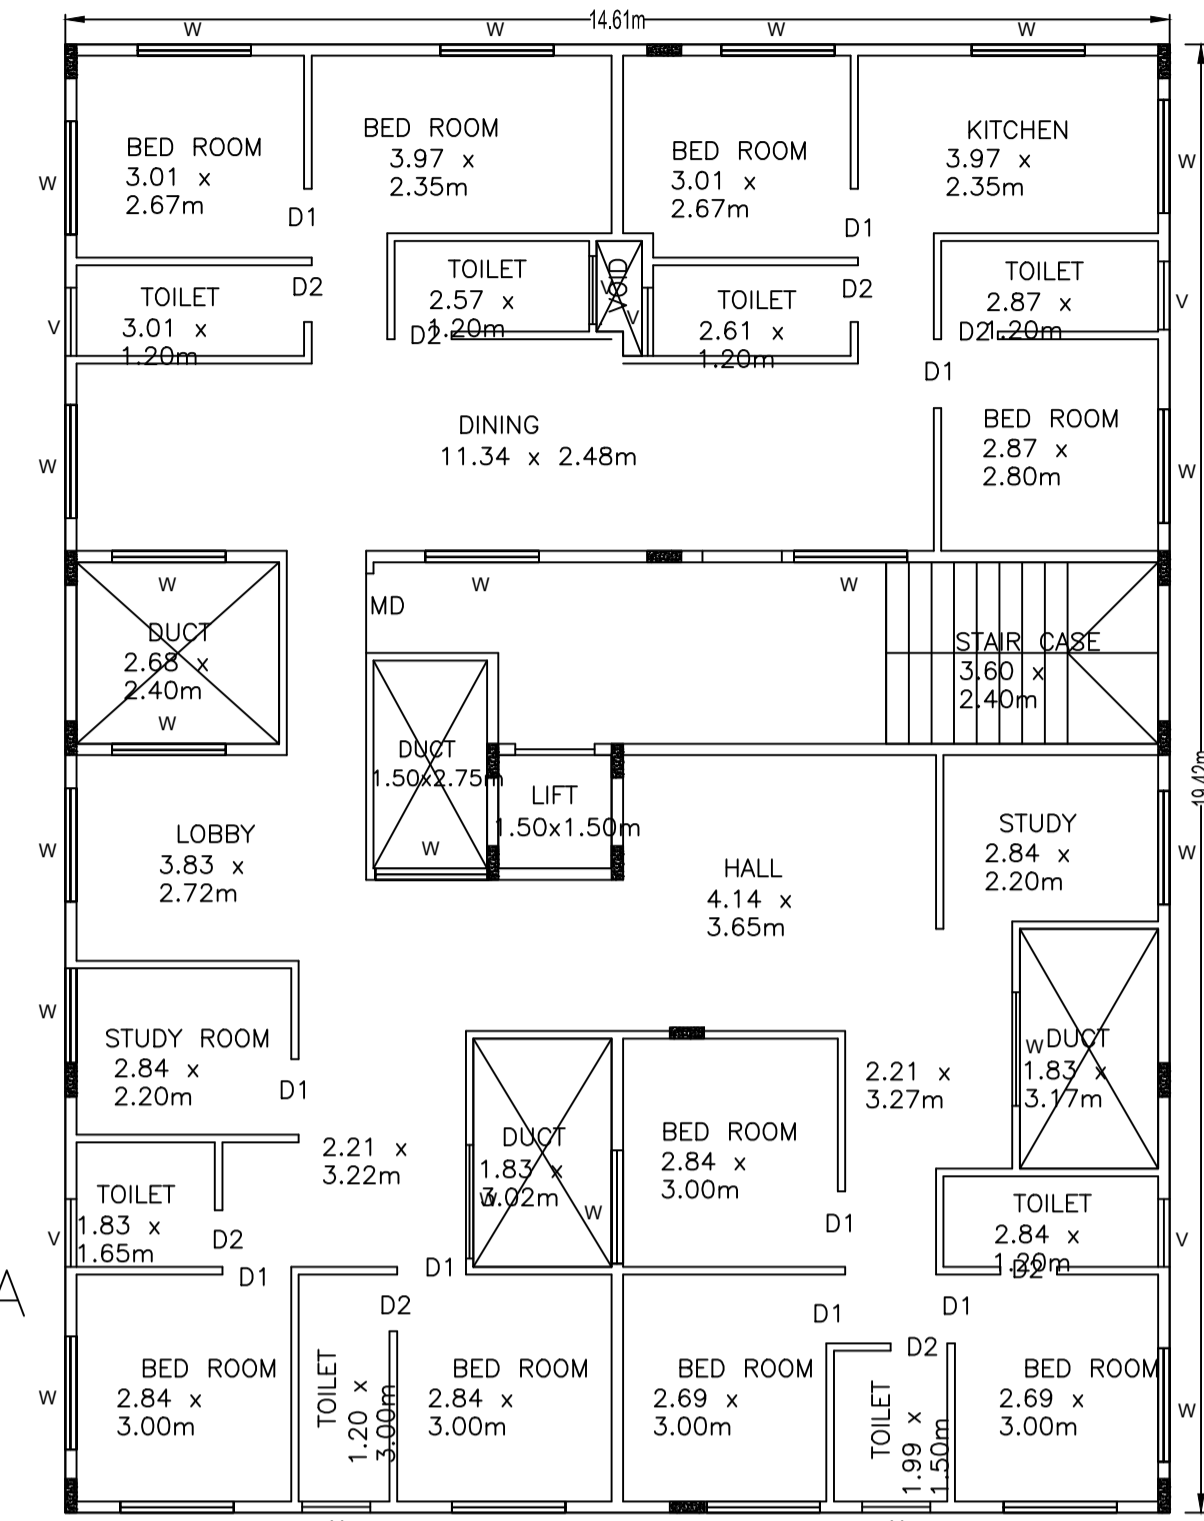 14.61m
W
W
W
W
BED ROOM
3.01 x
2.67m
BED ROOM
3.97 x
2.35m
BED ROOM
3.01 x
2.67m
KITCHEN
3.97 x
2.35m
W
W
D1
D1
TOILET
3.01 x
1.20m
D2
TOILET
2.57 x
1.20m
D2
VOID
V
V
TOILET
2.61 x
1.20m
D2
TOILET
2.87 x
1.20m
D2
V
V
D1
DINING
11.34 x 2.48m
BED ROOM
2.87 x
2.80m
W
W
W
DUCT
2.68 x
2.40m
W
MD
W
W
STAIR CASE
3.60 x
2.40m
DUCT
1.50x2.75m
W
LIFT
1.50x1.50m
19.42m
LOBBY
3.83 x
2.72m
W
HALL
4.14 x
3.65m
STUDY
2.84 x
2.20m
W
W
STUDY ROOM
2.84 x
2.20m
D1
2.21 x
3.22m
DUCT
1.83 x
3.02m
W
W
BED ROOM
2.84 x
3.00m
D1
2.21 x
3.27m
W
DUCT
1.83 x
3.17m
TOILET
1.83 x
1.65m
V
D2
D1
D1
D2
TOILET
2.84 x
1.20m
D2
V
D1
D1
D2
A
BED ROOM
2.84 x
3.00m
W
TOILET
1.20 x
3.00m
BED ROOM
2.84 x
3.00m
BED ROOM
2.69 x
3.00m
TOILET
1.99 x
1.50m
BED ROOM
2.69 x
3.00m
W